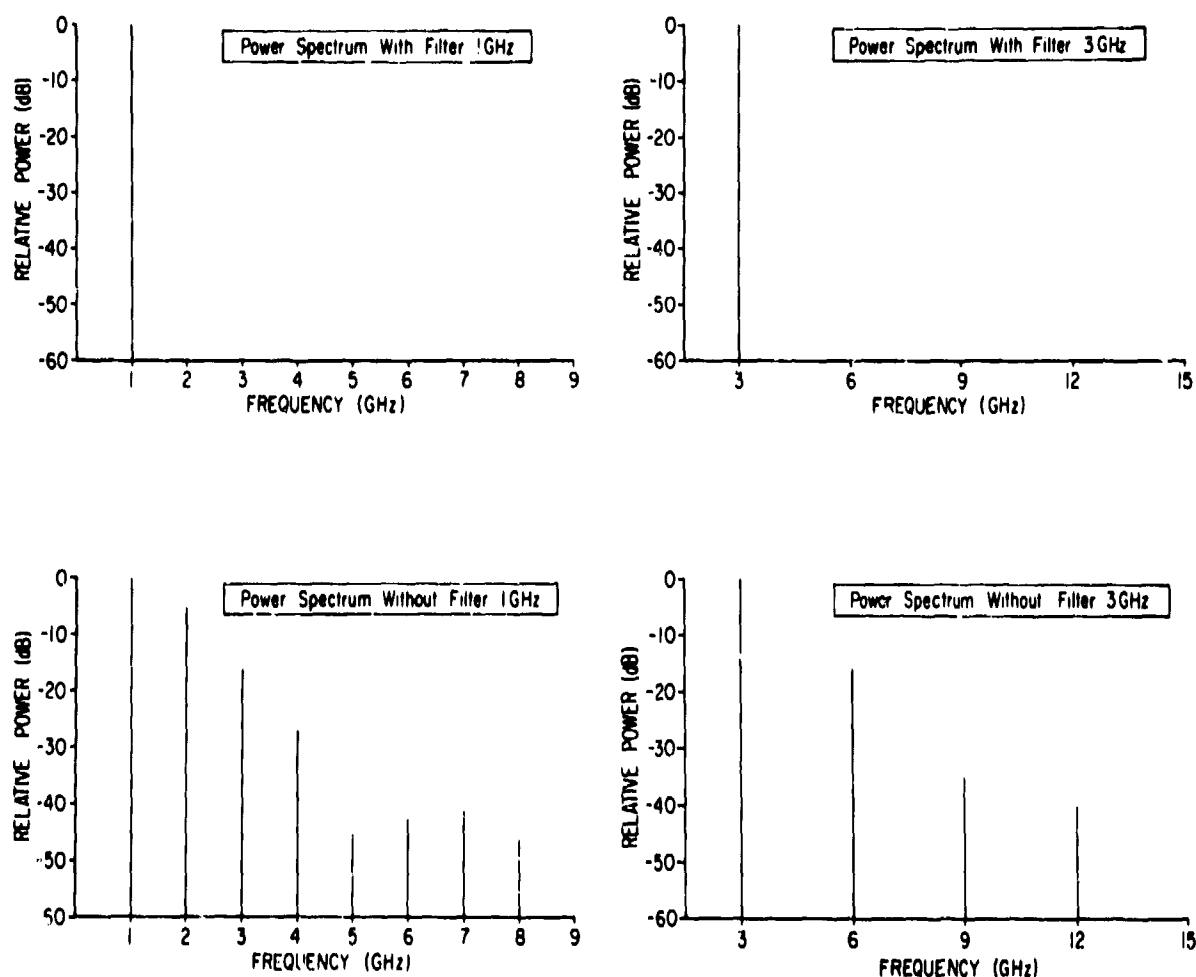 Power Spectrum With Filter 1GHz
0
-10
-20
-30
-40
-50
-60
RELATIVE POWER (dB)
1 2 3 4 5 6 7 8 9
FREQUENCY (GHz)
Power Spectrum With Filter 3GHz
0
-10
-20
-30
-40
-50
-60
RELATIVE POWER (dB)
3 6 9 12 15
FREQUENCY (GHz)
Power Spectrum Without Filter 1GHz
0
-10
-20
-30
-40
-50
60
RELATIVE POWER (dB)
1 2 3 4 5 6 7 8 9
FREQUENCY (GHz)
Power Spectrum Without Filter 3GHz
0
-10
-20
-30
-40
-50
-60
RELATIVE POWER (dB)
3 6 9 12 15
FREQUENCY (GHz)